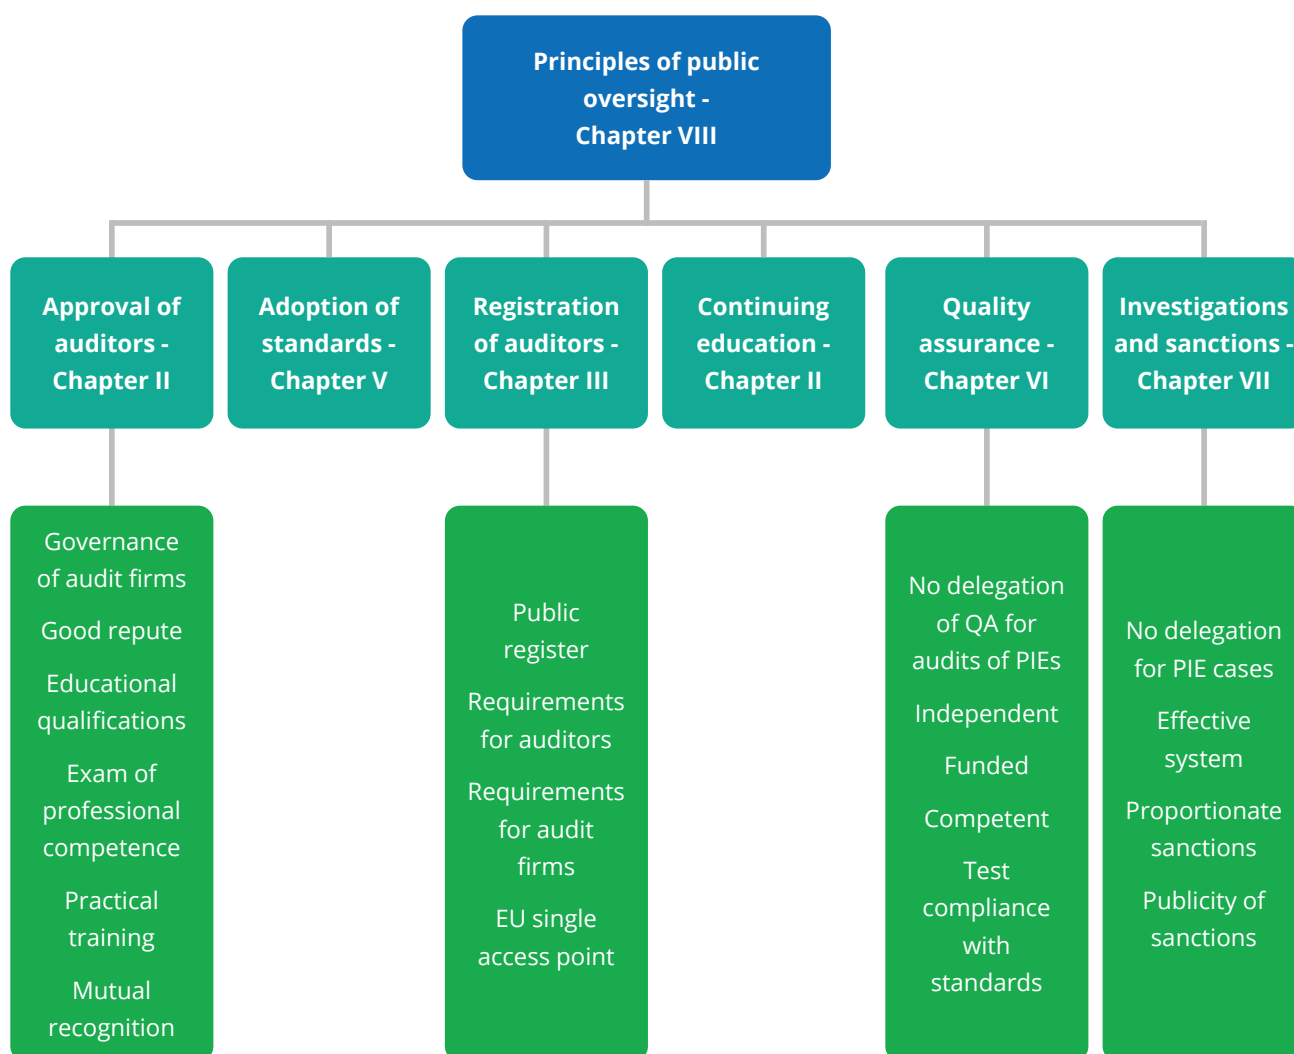 Principles of public
oversight -
Chapter VIII
Approval of
auditors -
Chapter II
Adoption of
standards -
Chapter V
Registration
of auditors -
Chapter III
Continuing
education -
Chapter II
Quality
assurance -
Chapter VI
Investigations
and sanctions -
Chapter VII
Governance
of audit firms
Good repute
Educational
qualifications
Exam of
professional
competence
Practical
training
Mutual
recognition
Public
register
Requirements
for auditors
Requirements
for audit
firms
EU single
access point
No delegation
of QA for
audits of PIEs
Independent
Funded
Competent
Test
compliance
with
standards
No delegation
for PIE cases
Effective
system
Proportionate
sanctions
Publicity of
sanctions